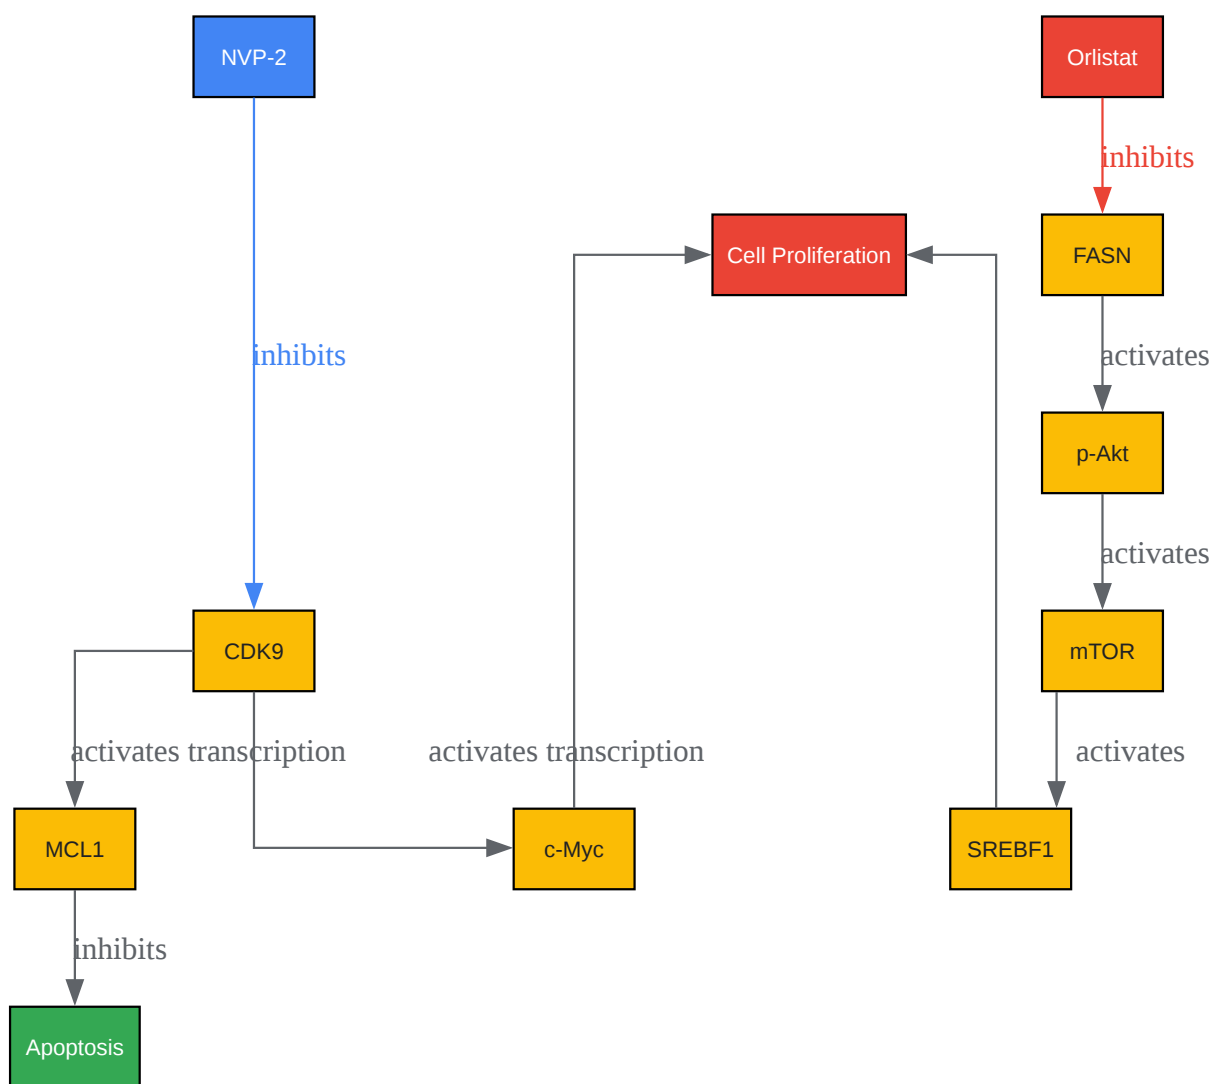 NVP-2
Orlistat
inhibits
Cell Proliferation
FASN
inhibits
activates
p-Akt
activates
CDK9
mTOR
activates transcription
activates transcription
activates
MCL1
c-Myc
SREBF1
inhibits
Apoptosis